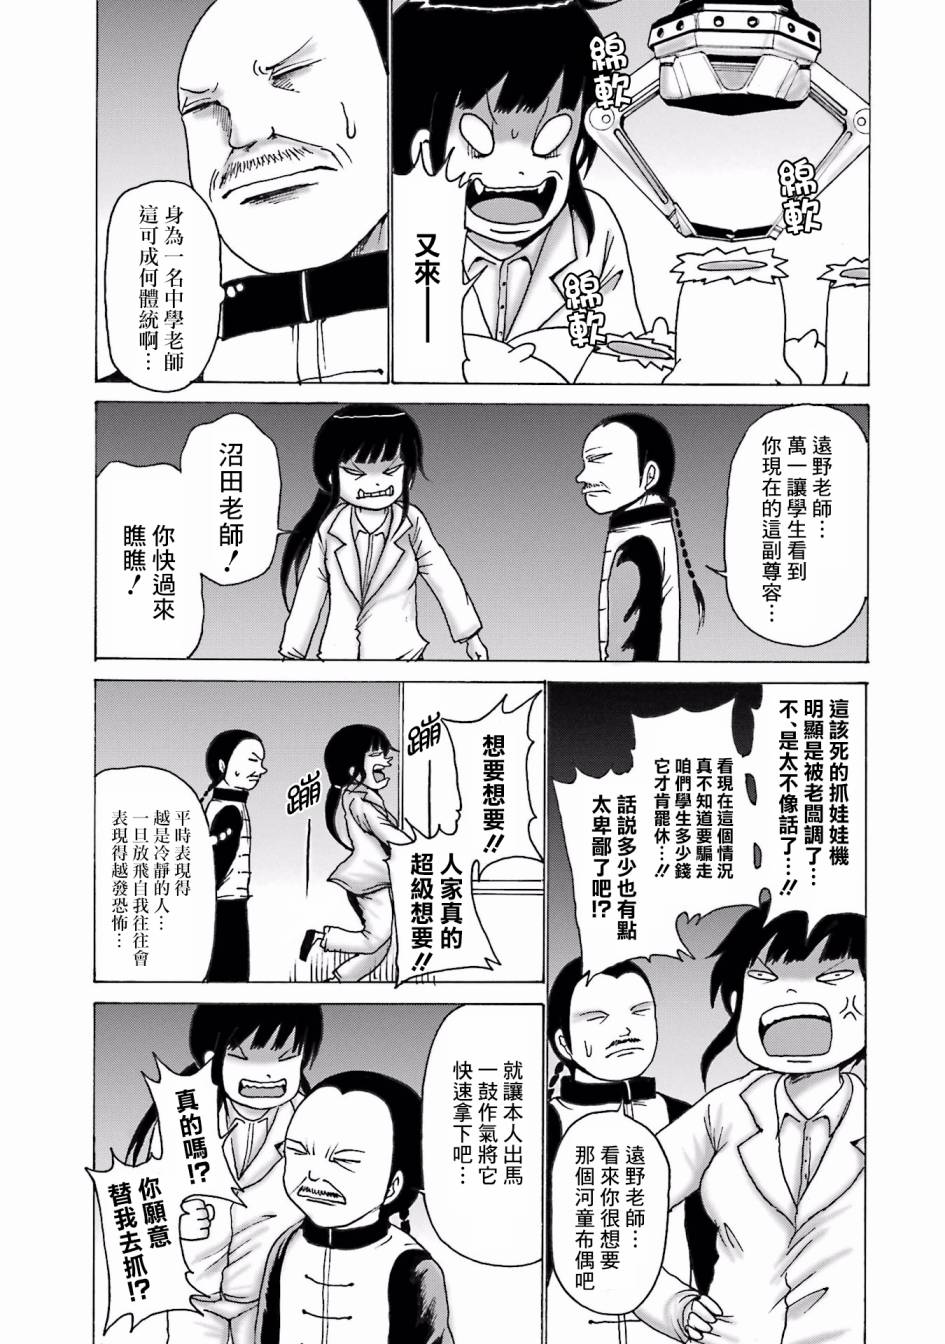 綿軟
綿軟
綿軟
又來——
身為一名中學老師
這可成何體統啊…
遠野老師…
萬一讓學生看到
你現在的這副尊容…
沼田老師!
你快過來
瞧瞧!
這該死的抓娃娃機
明顯是被老闆調了…
不、是太不像話了…!!
看現在這個情況
真不知道要騙走
咱們學生多少錢
它才肯罷休…!!
話説多少也有點
太卑鄙了吧!?
遠野老師…
看來你很想要
那個河童布偶吧
想要想要!!
人家真的
超級想要!!
蹦
蹦
平時表現得
越是冷靜的人…
一旦放飛自我往往會
表現得越發恐怖…
就讓本人出馬
一鼓作氣將它
快速拿下吧…
真的嗎!?
你願意
替我去抓!?